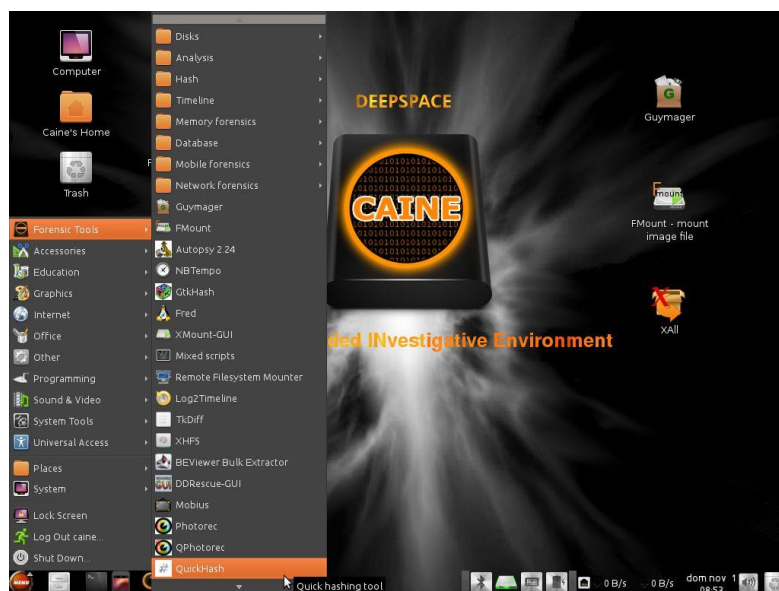 Computer
Caine's Home
Trash
Forensic Tools
Accessories
Education
Graphics
Internet
Office
Other
Programming
Sound & Video
System Tools
Universal Access
Places
System
Lock Screen
Log Out caine...
Shut Down...
MENU
Disks
Analysis
Hash
Timeline
Memory forensics
Database
Mobile forensics
Network forensics
Guymager
FMount
Autopsy 2.24
NBTempo
GtkHash
Fred
XMount-GUI
Mixed scripts
Remote Filesystem Mounter
Log2Timeline
TkDiff
XHFS
BEViewer Bulk Extractor
DDRescue-GUI
Mobius
Photorec
QPhotorec
QuickHash
Quick hashing tool
DEEPSPACE
CAINE
ded INvestigative Environment
Guymager
FMount - mount
image file
XAll
0 B/s
0 B/s
dom nov 1
08:53